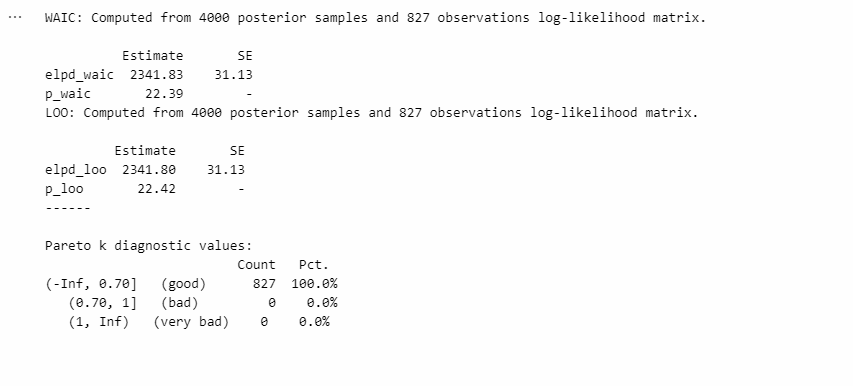 ...
WAIC: Computed from 4000 posterior samples and 827 observations log-likelihood matrix.
Estimate SE
elpd_waic 2341.83 31.13
p_waic 22.39 -
LOO: Computed from 4000 posterior samples and 827 observations log-likelihood matrix.
Estimate SE
elpd_loo 2341.80 31.13
p_loo 22.42 -
------
Pareto k diagnostic values:
Count Pct.
(-Inf, 0.70] (good) 827 100.0%
(0.70, 1] (bad) 0 0.0%
(1, Inf) (very bad) 0 0.0%